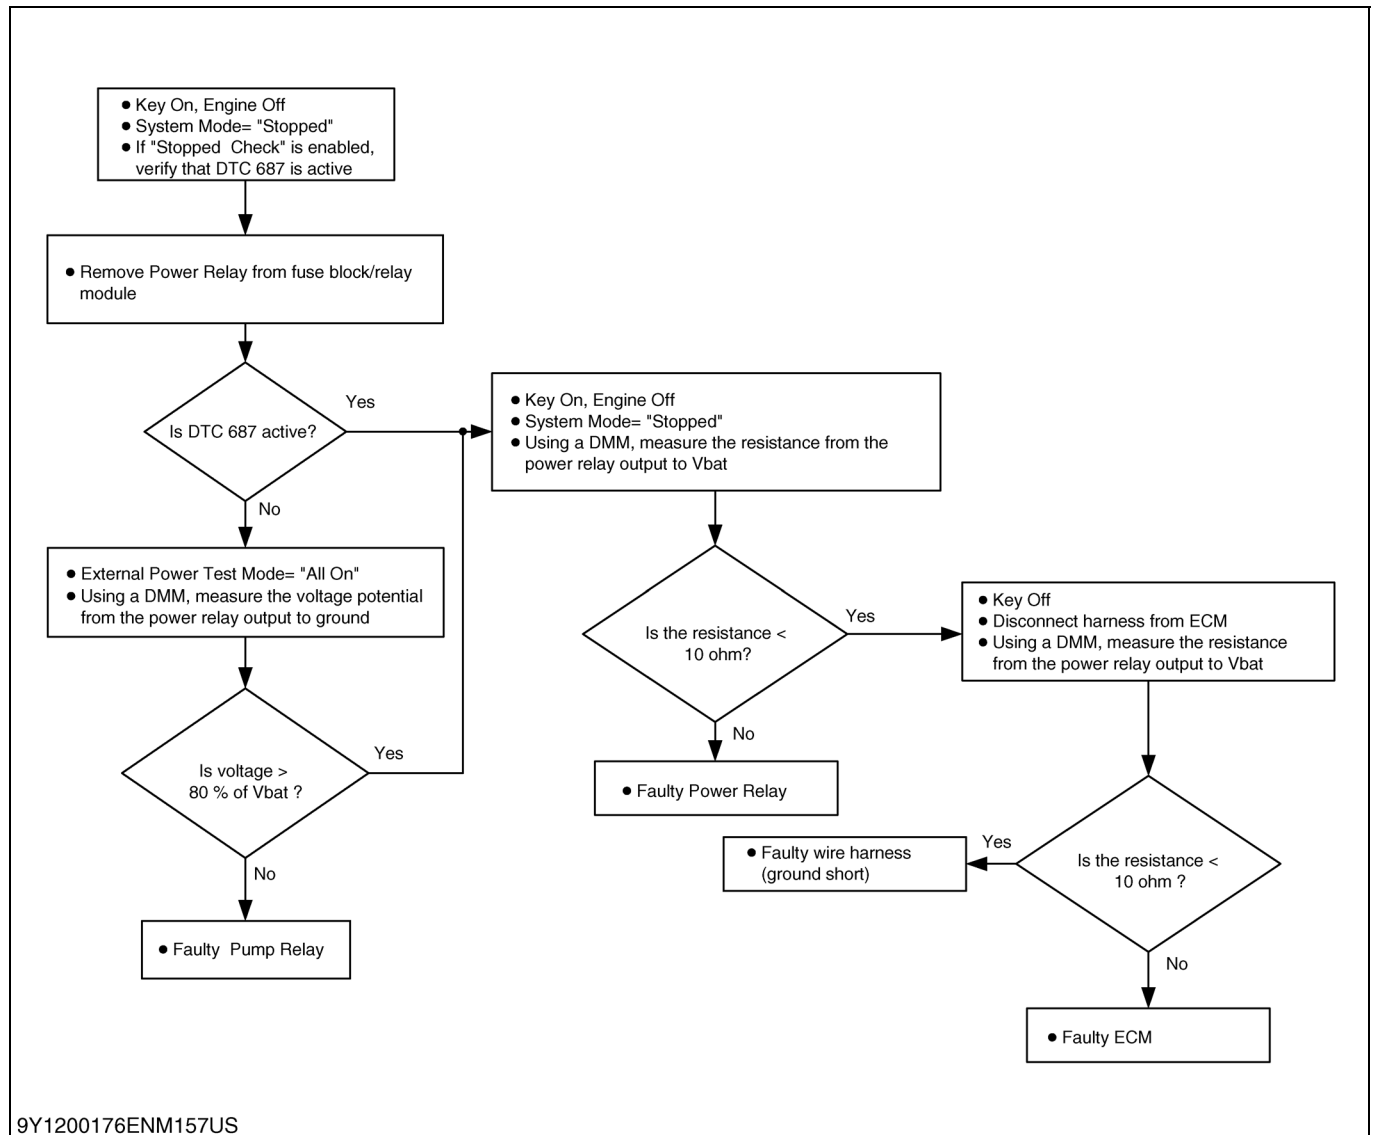 ● Key On, Engine Off
● System Mode= "Stopped"
● If "Stopped Check" is enabled,
verify that DTC 687 is active
● Remove Power Relay from fuse block/relay
module
Is DTC 687 active?
Yes
No
● External Power Test Mode= "All On"
● Using a DMM, measure the voltage potential
from the power relay output to ground
Is voltage >
80 % of Vbat ?
Yes
No
● Faulty Pump Relay
● Key On, Engine Off
● System Mode= "Stopped"
● Using a DMM, measure the resistance from the
power relay output to Vbat
Is the resistance <
10 ohm?
Yes
No
● Faulty Power Relay
● Key Off
● Disconnect harness from ECM
● Using a DMM, measure the resistance
from the power relay output to Vbat
Is the resistance <
10 ohm ?
Yes
● Faulty wire harness
(ground short)
No
● Faulty ECM
9Y1200176ENM157US